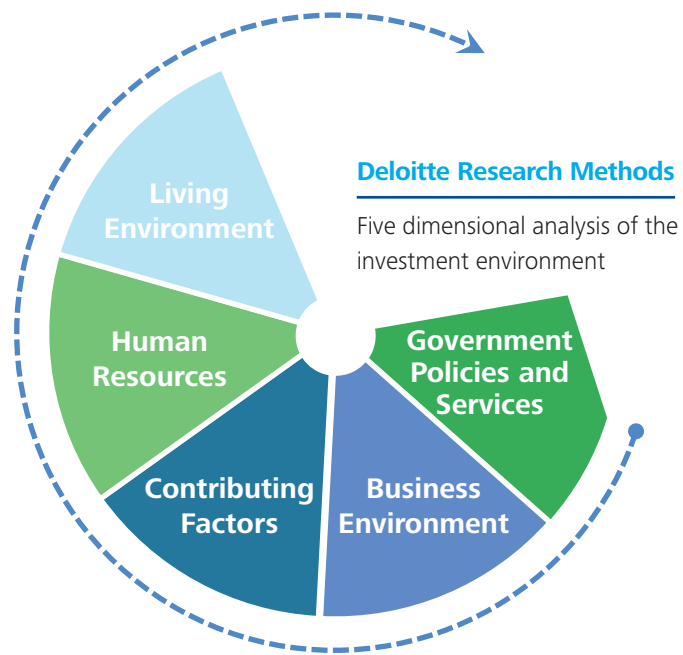 Deloitte Research Methods
Five dimensional analysis of the
investment environment
Living
Environment
Human
Resources
Contributing
Factors
Business
Environment
Government
Policies and
Services